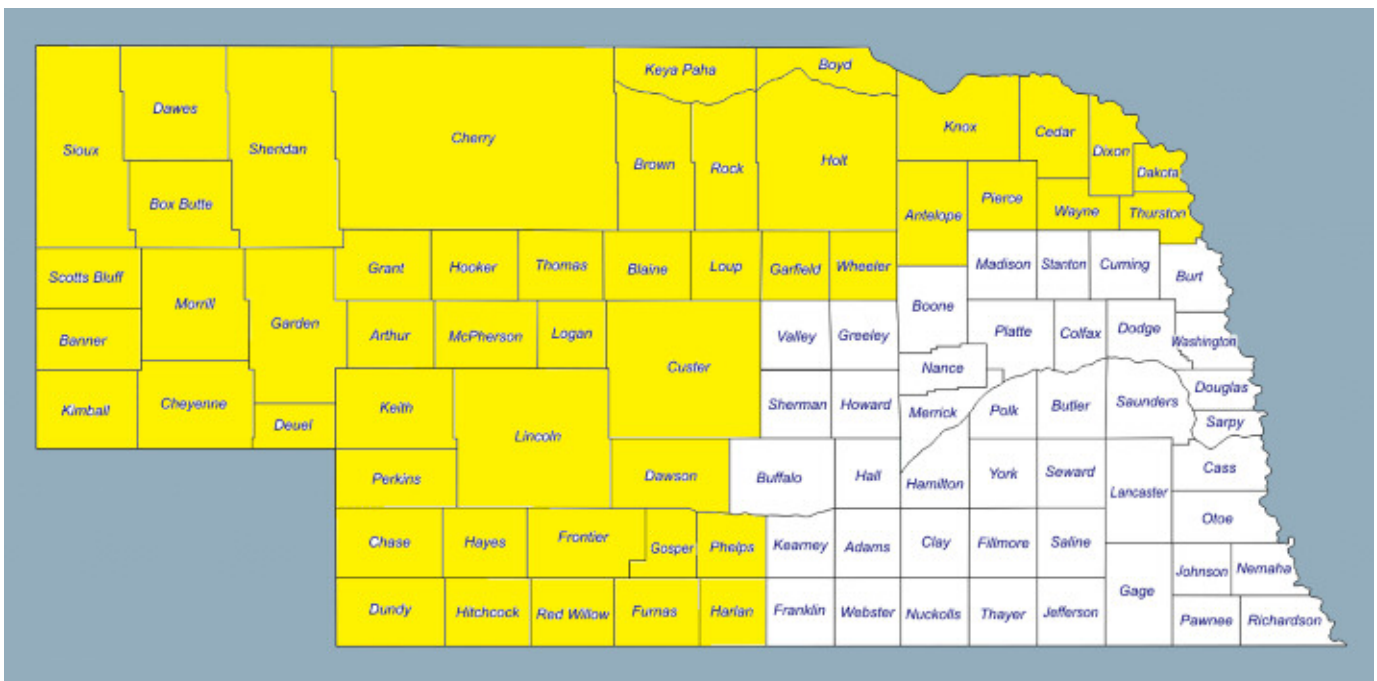 Keya Paha
Boyd
Sioux
Dawes
Sheridan
Cherry
Brown
Rock
Holt
Knox
Cedar
Dixon
Dakota
Box Butte
Antelope
Pierce
Wayne
Thurston
Scotts Bluff
Morrill
Garden
Grant
Hooker
Thomas
Blaine
Loup
Garfield
Wheeler
Madison
Stanton
Cuming
Burt
Boone
Banner
Arthur
McPherson
Logan
Custer
Valley
Greeley
Platte
Colfax
Dodge
Washington
Nance
Kimball
Cheyenne
Deuel
Keith
Lincoln
Sherman
Howard
Merrick
Polk
Butler
Saunders
Douglas
Sarpy
Perkins
Dawson
Buffalo
Hall
Hamilton
York
Seward
Lancaster
Cass
Otoe
Chase
Hayes
Frontier
Gosper
Phelps
Kearney
Adams
Clay
Fillmore
Saline
Gage
Johnson
Nemaha
Dundy
Hitchcock
Red Willow
Furnas
Harlan
Franklin
Webster
Nuckolls
Thayer
Jefferson
Pawnee
Richardson